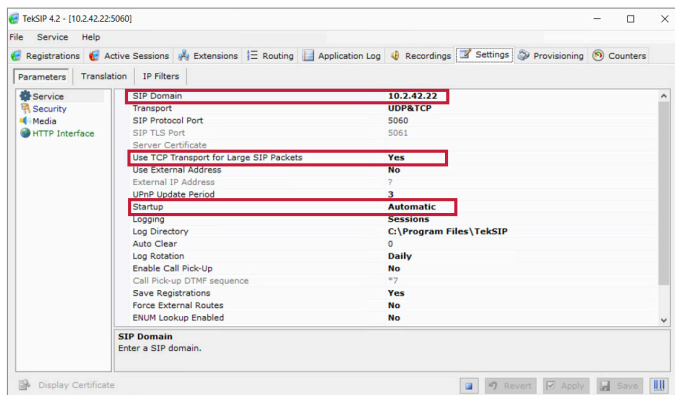 TekSIP 4.2 - [10.2.42.22:5060]
File Service Help
Registrations Active Sessions Extensions Routing Application Log Recordings Settings Provisioning Counters
Parameters Translation IP Filters
Service
Security
Media
HTTP Interface
SIP Domain 10.2.42.22
Transport UDP&TCP
SIP Protocol Port 5060
SIP TLS Port 5061
Server Certificate
Use TCP Transport for Large SIP Packets Yes
Use External Address No
External IP Address ?
UPnP Update Period 3
Startup Automatic
Logging Sessions
Log Directory C:\Program Files\TekSIP
Auto Clear 0
Log Rotation Daily
Enable Call Pick-Up No
Call Pick-up DTMF sequence *7
Save Registrations Yes
Force External Routes No
ENUM Lookup Enabled No
SIP Domain
Enter a SIP domain.
Display Certificate Revert Apply Save